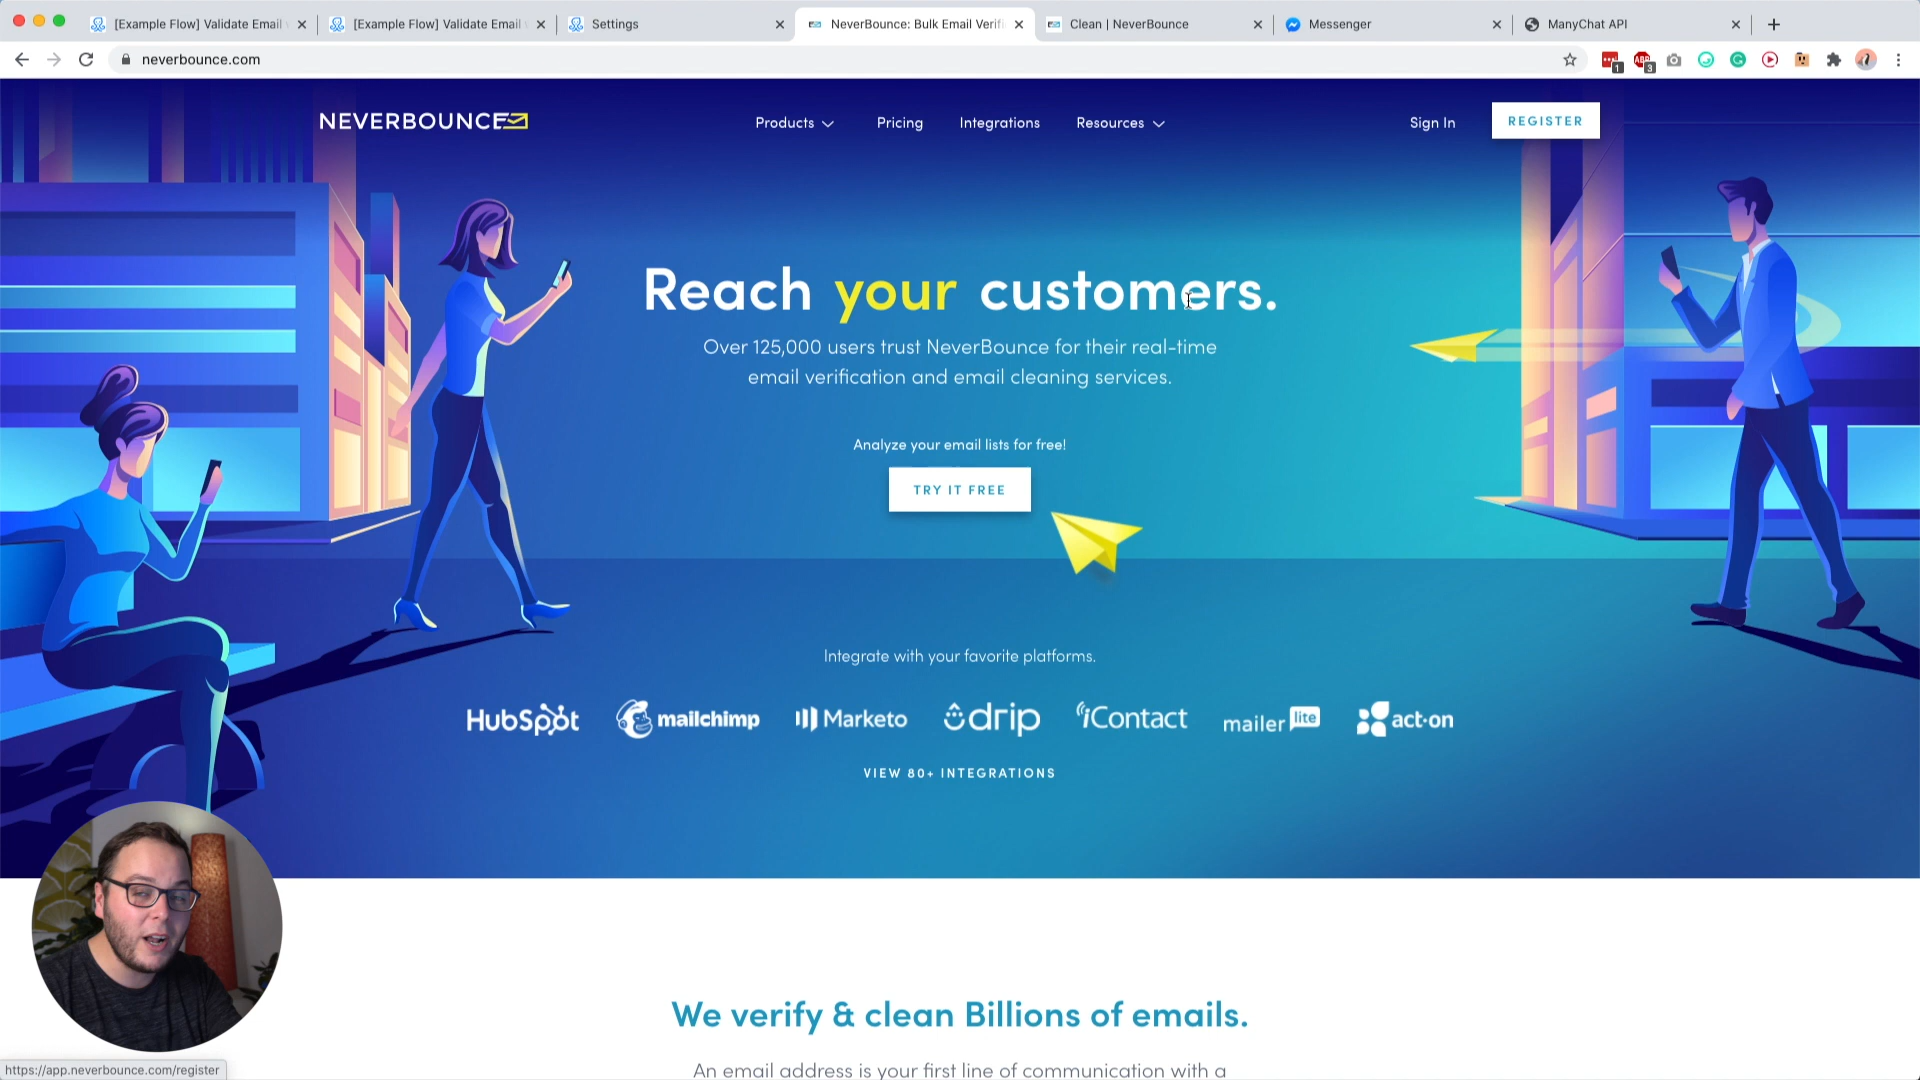 [Example Flow] Validate Email
[Example Flow] Validate Email
Settings
NeverBounce: Bulk Email Verifi
Clean | NeverBounce
Messenger
ManyChat API
neverbounce.com
1
ABP
3
NEVERBOUNCE
Products
Pricing
Integrations
Resources
Sign In
REGISTER
Reach your customers.
Over 125,000 users trust NeverBounce for their real-time
email verification and email cleaning services.
Analyze your email lists for free!
TRY IT FREE
Integrate with your favorite platforms.
HubSpot
mailchimp
Marketo
drip
iContact
mailer lite
act-on
VIEW 80+ INTEGRATIONS
We verify & clean Billions of emails.
An email address is your first line of communication with a
https://app.neverbounce.com/register